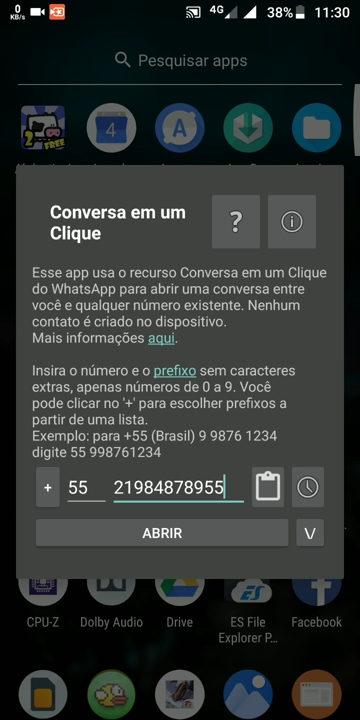 0
KB/s
4G
38%
11:30
Pesquisar apps
2 FREE
4
A
Conversa em um
Clique
?
Esse app usa o recurso Conversa em um Clique
do WhatsApp para abrir uma conversa entre
você e qualquer número existente. Nenhum
contato é criado no dispositivo.
Mais informações aqui.
Insira o número e o prefixo sem caracteres
extras, apenas números de 0 a 9. Você
pode clicar no '+' para escolher prefixos a
partir de uma lista.
Exemplo: para +55 (Brasil) 9 9876 1234
digite 55 998761234
+ 55 21984878955
ABRIR \/
CPU-Z Dolby Audio Drive ES File Facebook
Explorer P...